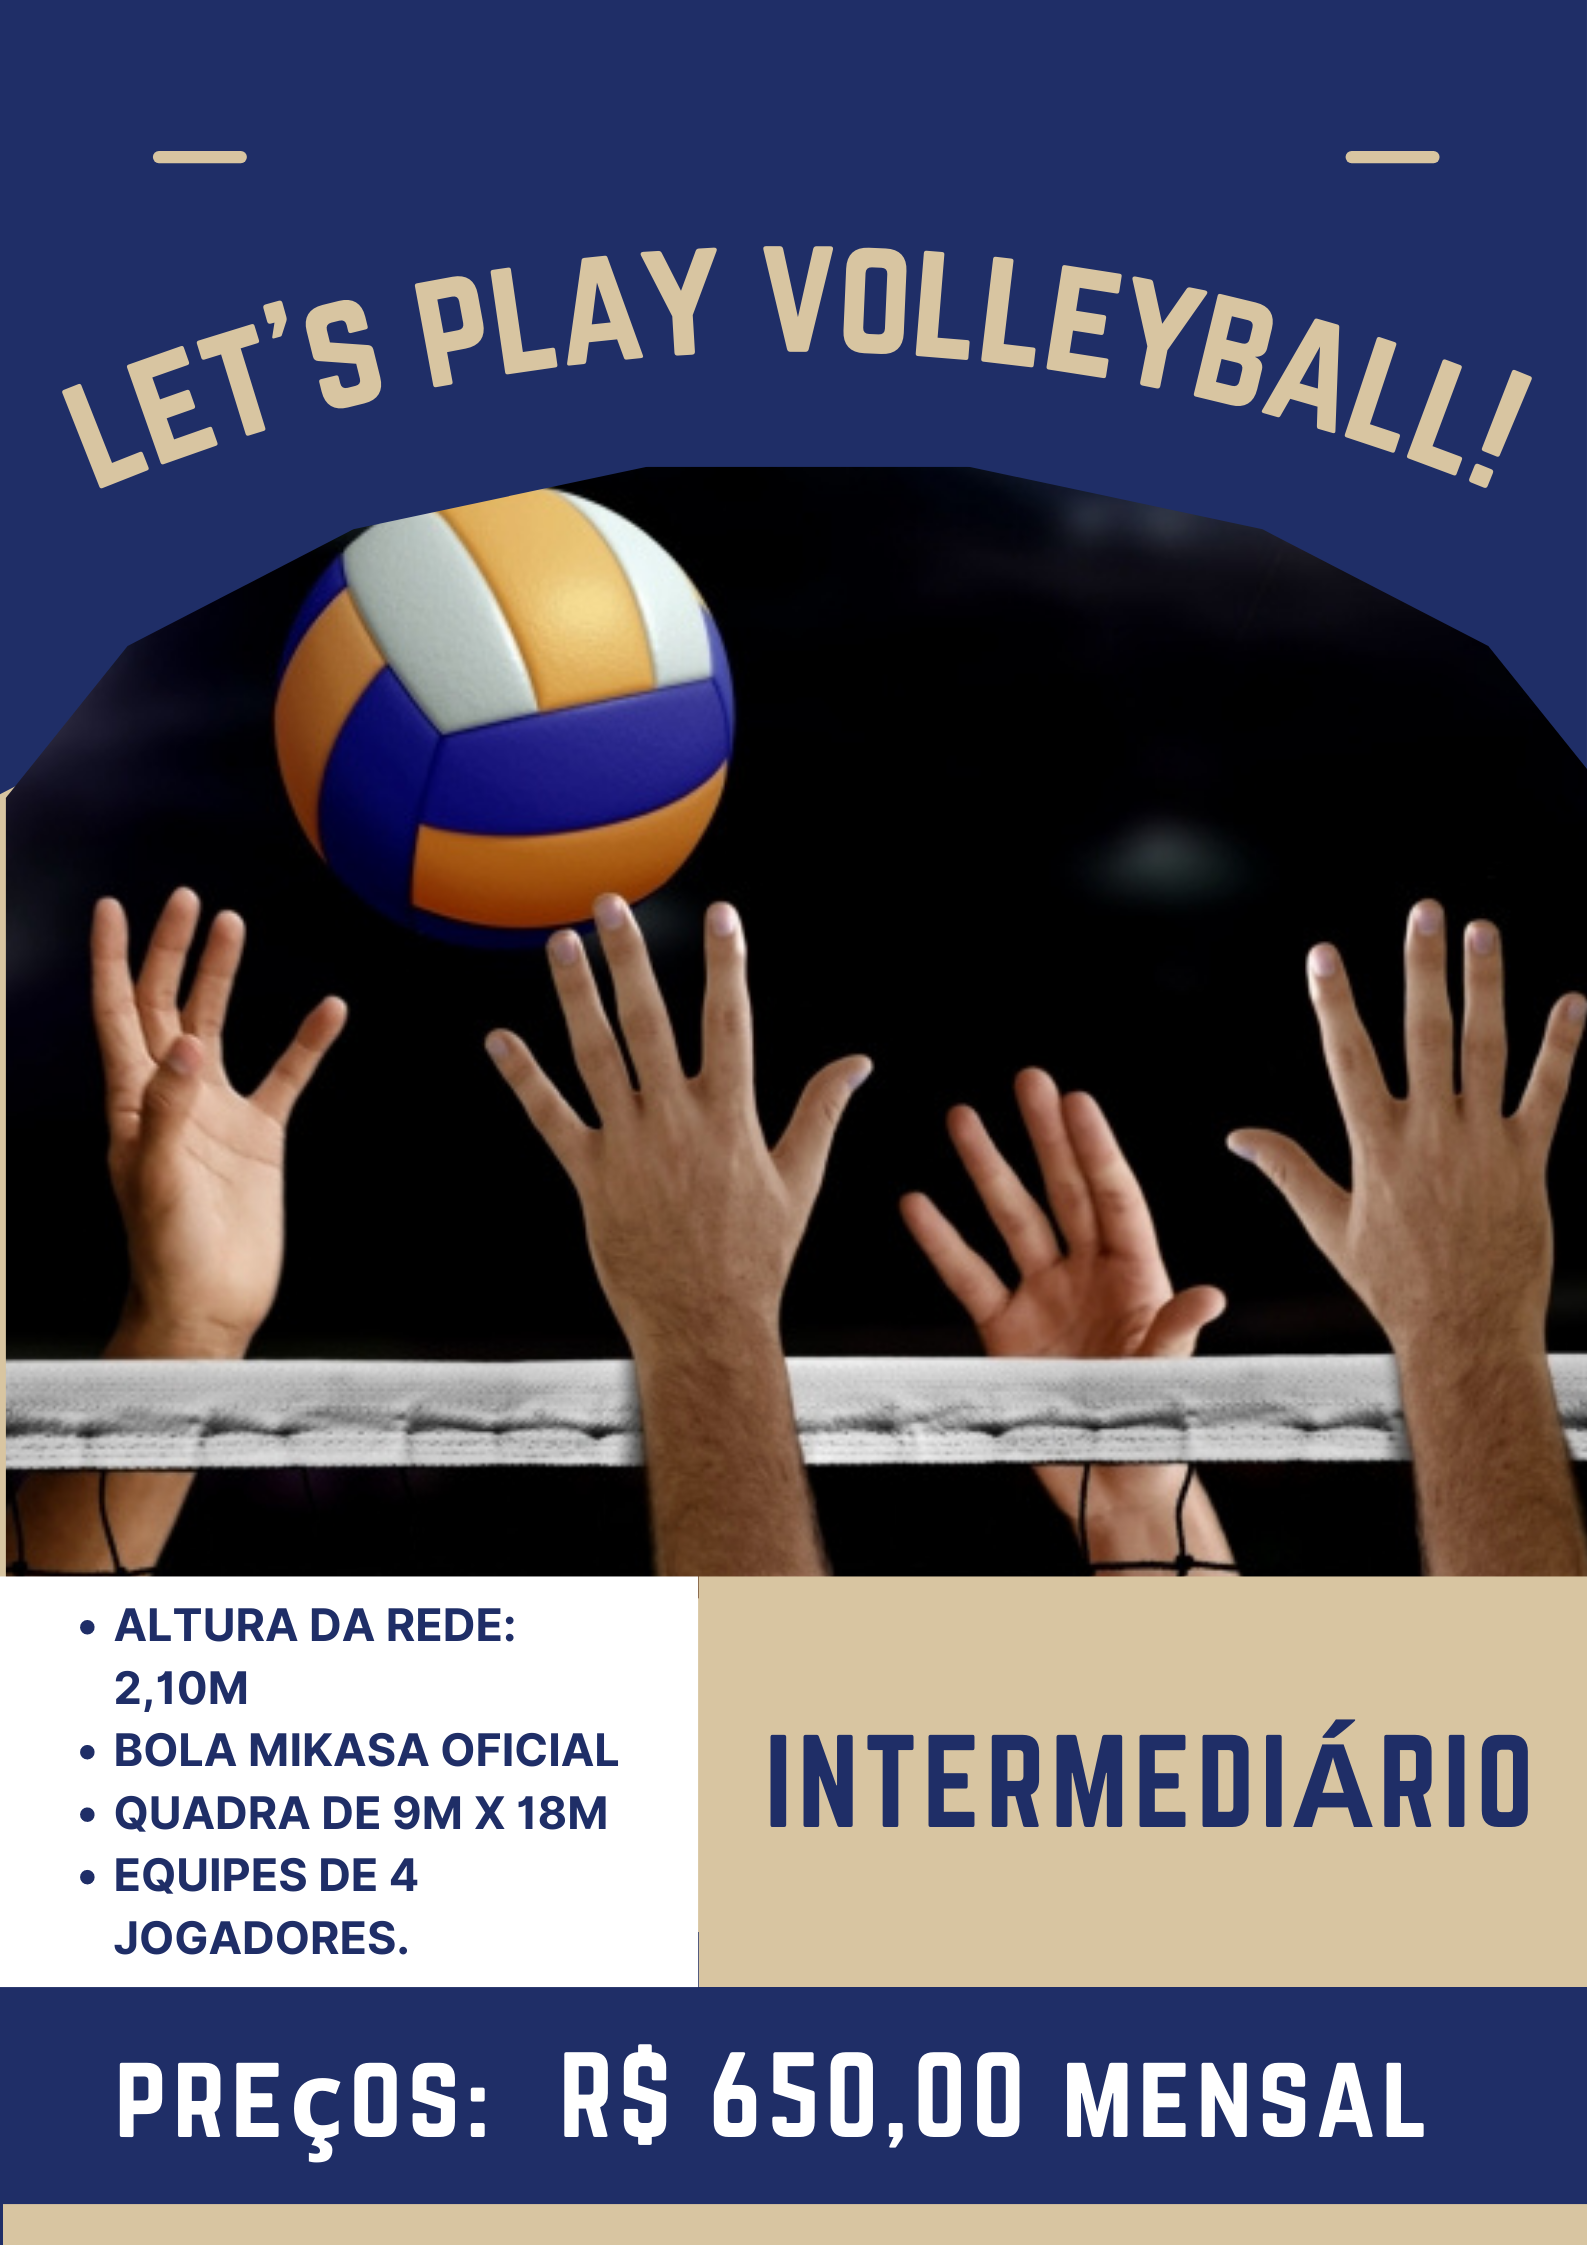 LET'S PLAY VOLLEYBALL!
• ALTURA DA REDE:
2,10M
• BOLA MIKASA OFICIAL
• QUADRA DE 9M X 18M
• EQUIPES DE 4
JOGADORES.
INTERMEDIÁRIO
PREçOS: R$ 650,00 MENSAL